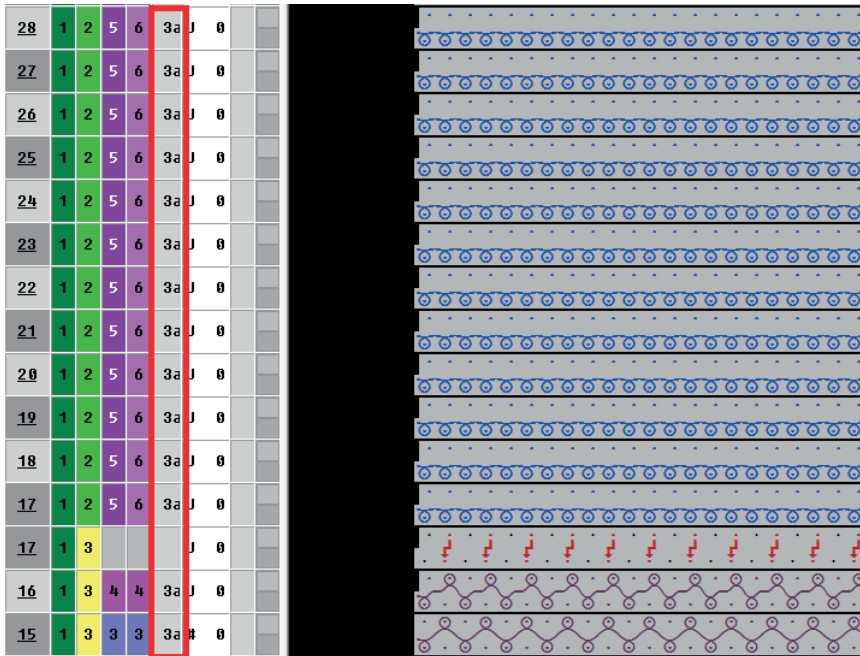 28 1 2 5 6 3a J 0
27 1 2 5 6 3a J 0
26 1 2 5 6 3a J 0
25 1 2 5 6 3a J 0
24 1 2 5 6 3a J 0
23 1 2 5 6 3a J 0
22 1 2 5 6 3a J 0
21 1 2 5 6 3a J 0
20 1 2 5 6 3a J 0
19 1 2 5 6 3a J 0
18 1 2 5 6 3a J 0
17 1 2 5 6 3a J 0
17 1 3 J 0
16 1 3 4 4 3a J 0
15 1 3 3 3 3a # 0